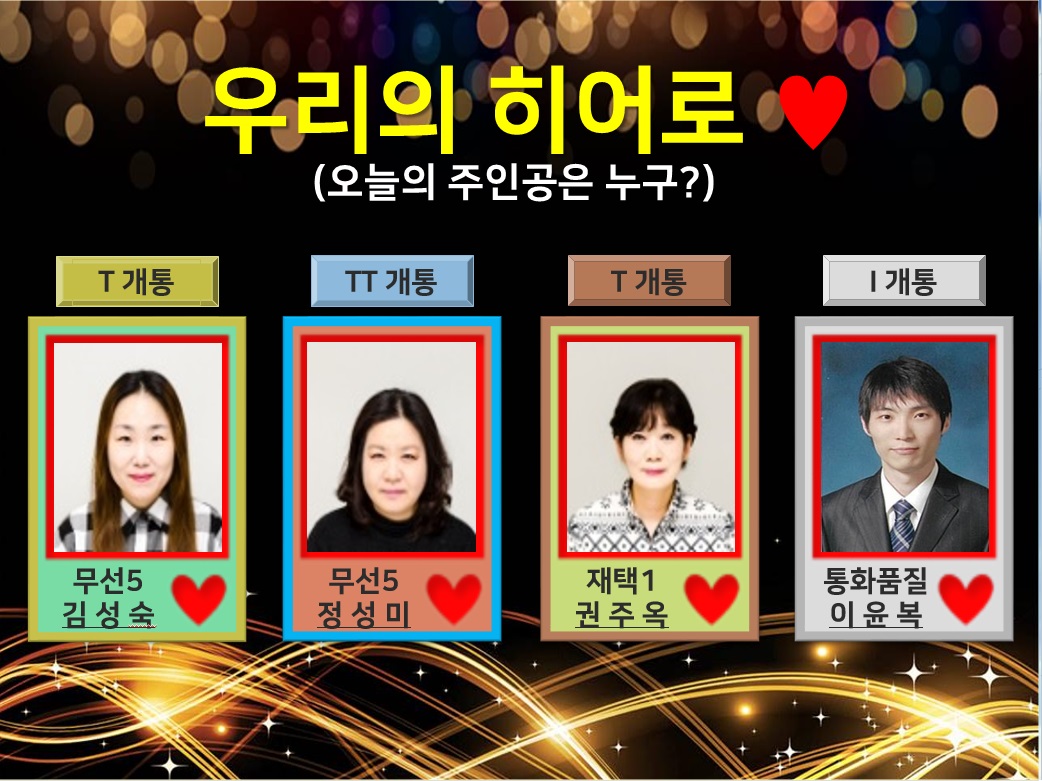 우리의 히어로 ♥
(오늘의 주인공은 누구?)
T 개통
TT 개통
T 개통
I 개통
무선5
김 성 숙
무선5
정 성 미
재택1
권 주 옥
통화품질
이 윤 복